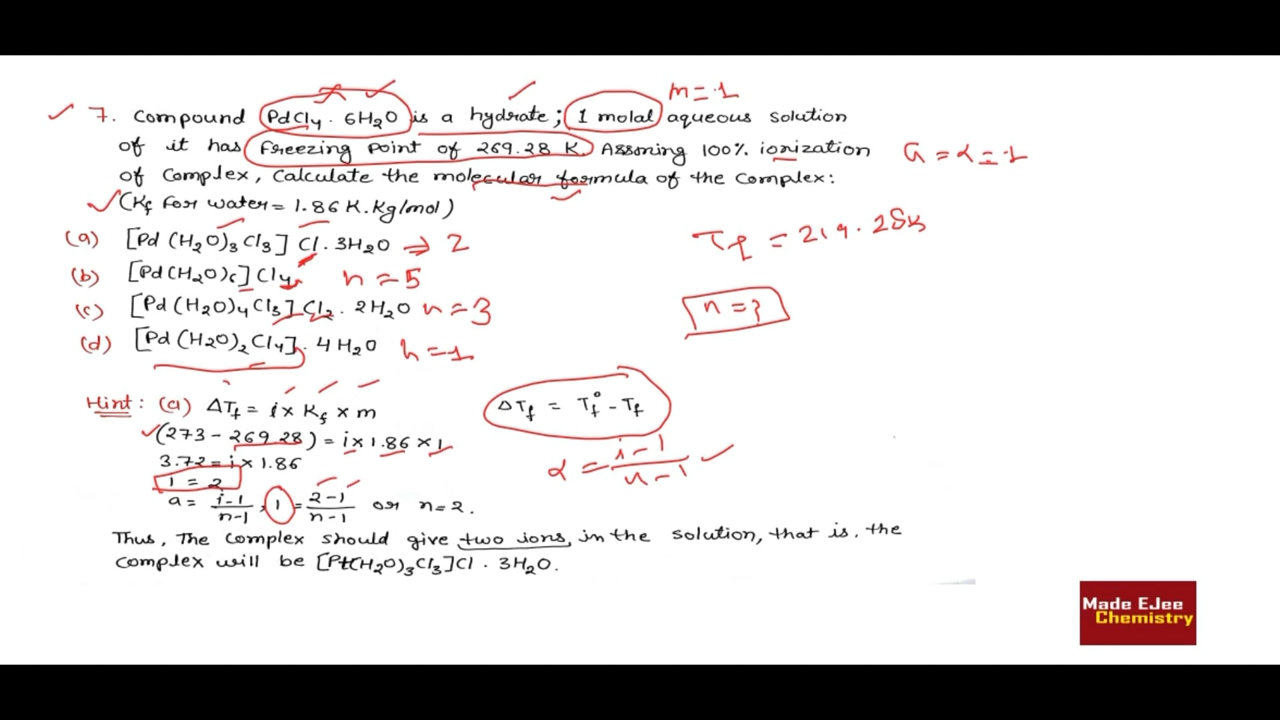 m = 1
7. Compound PdCl4 . 6H2O is a hydrate; 1 molal aqueous solution
of it has freezing point of 269.28 K. Assming 100% ionization
of complex, calculate the molecular formula of the complex:
(Kf for water = 1.86 K.Kg/mol)
a = α = 1
(a) [Pd(H2O)3Cl3]Cl . 3H2O ⇒ 2
(b) [Pd(H2O)6]Cl4 n = 5
(c) [Pd(H2O)4Cl3]Cl2 . 2H2O n = 3
(d) [Pd(H2O)2Cl4] . 4H2O n = 1
Tf = 219.28K
n = ?
Hint: (a) ΔTf = i × Kf × m
(273 - 269.28) = i × 1.86 × 1
3.72 = i × 1.86
i = 2
a = i-1/n-1, 1 = 2-1/n-1 or n = 2.
ΔTf = Tf° - Tf
α = i-1/n-1
Thus, The complex should give two ions, in the solution, that is, the
complex will be [Pt(H2O)3Cl3]Cl . 3H2O.
Made EJee
Chemistry